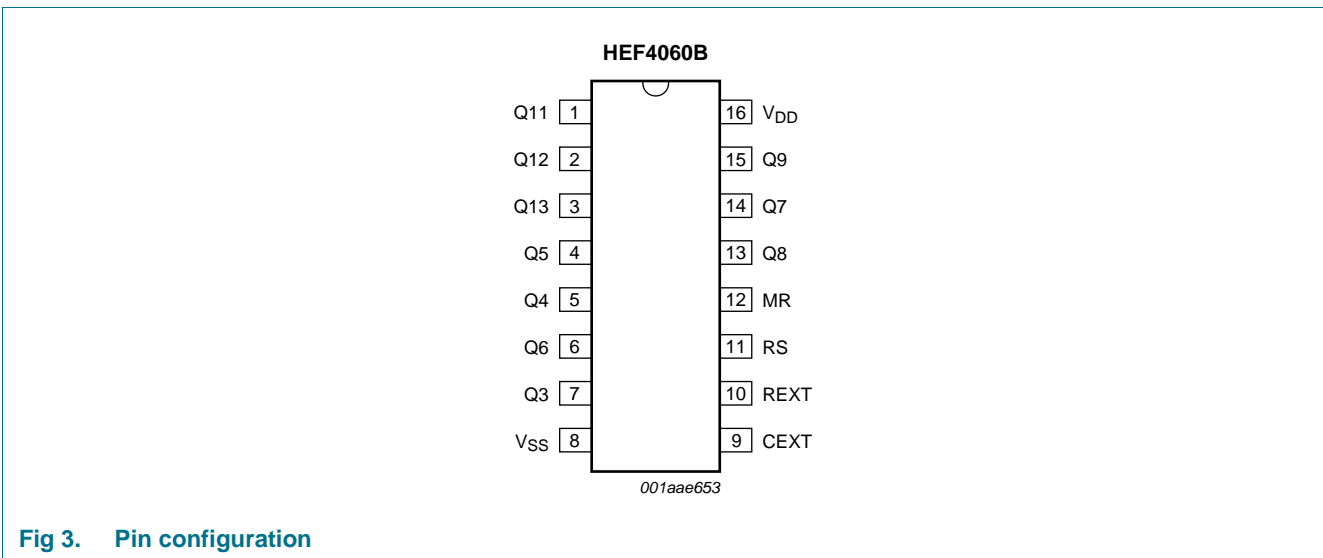 HEF4060B
Q11 1 16 VDD
Q12 2 15 Q9
Q13 3 14 Q7
Q5 4 13 Q8
Q4 5 12 MR
Q6 6 11 RS
Q3 7 10 REXT
VSS 8 9 CEXT
001aae653
Fig 3. Pin configuration